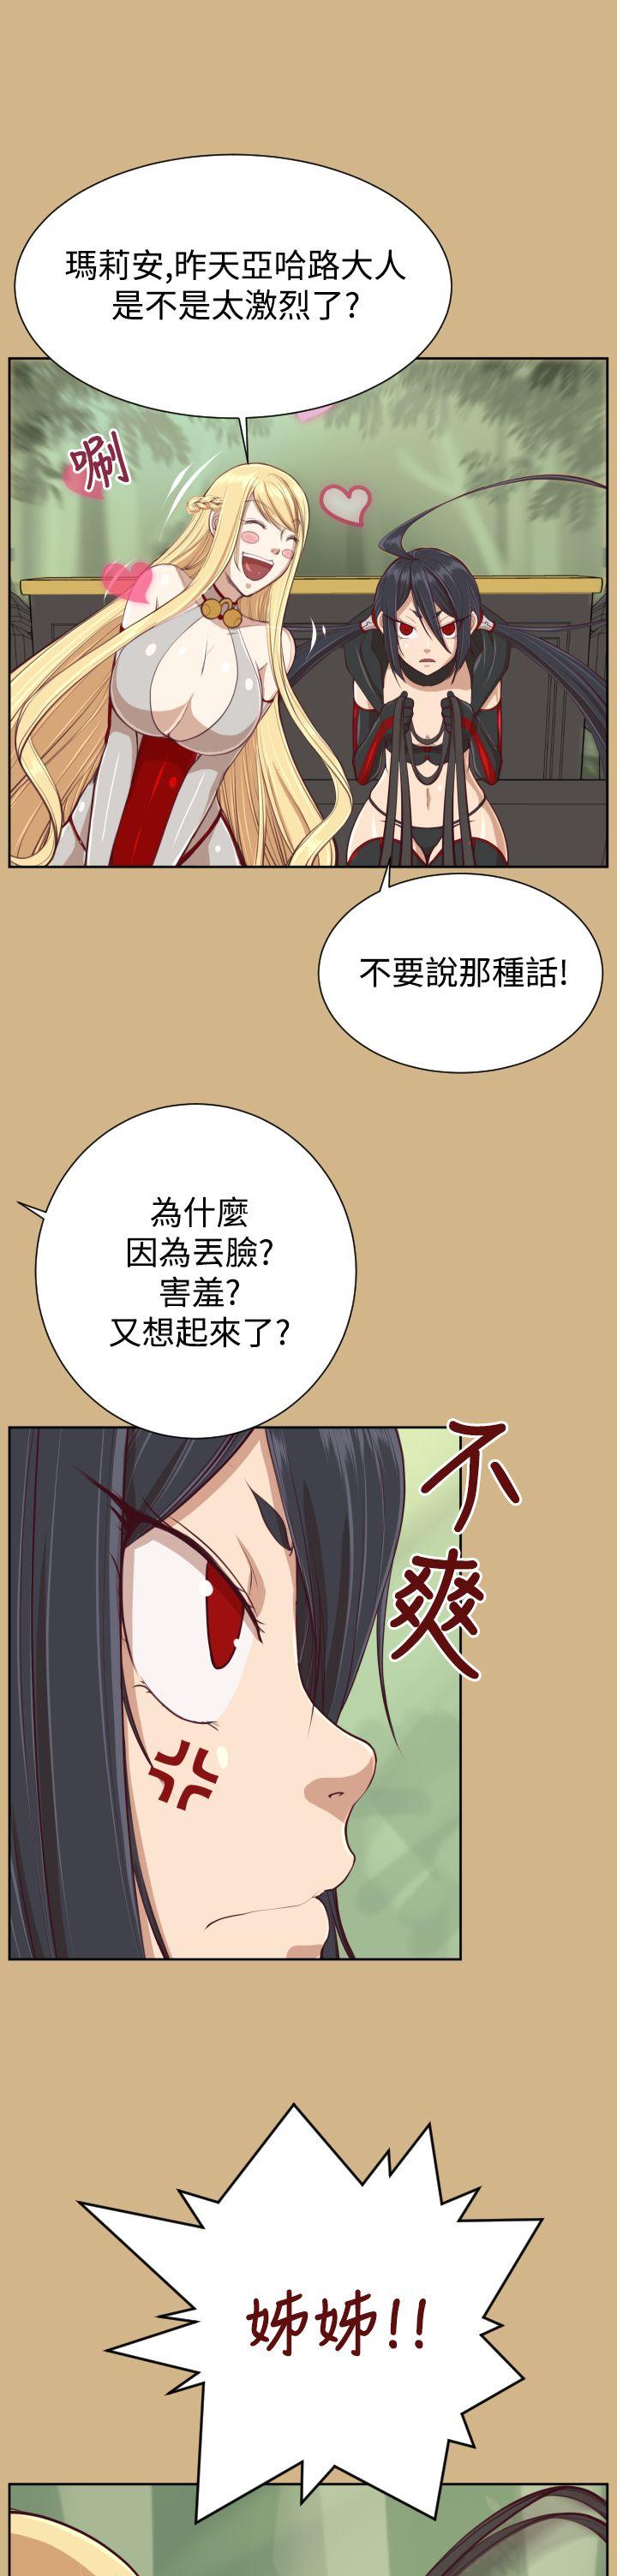 瑪莉安,昨天亞哈路大人
是不是太激烈了?
唰
不要說那種話!
為什麼
因為丟臉?
害羞?
又想起來了?
不爽
姊姊!!